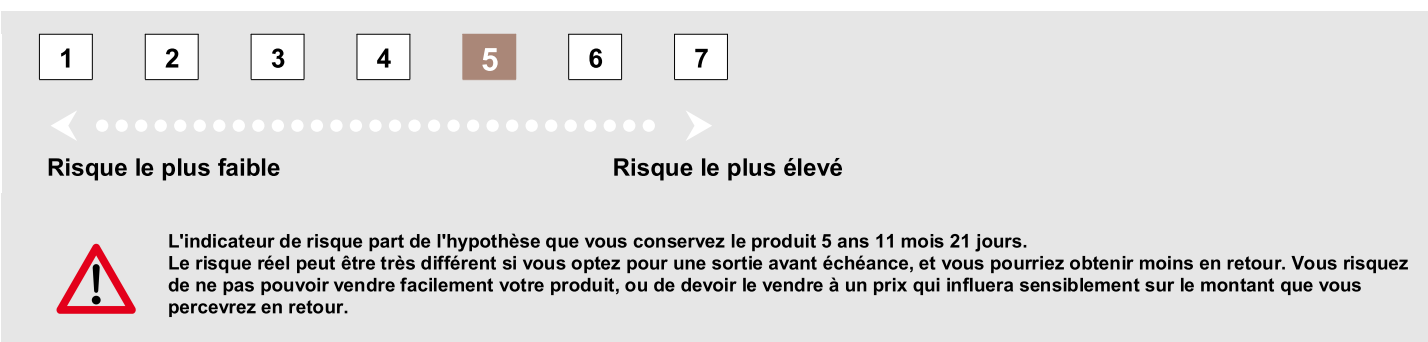 1 2 3 4 5 6 7
Risque le plus faible Risque le plus élevé
L'indicateur de risque part de l'hypothèse que vous conservez le produit 5 ans 11 mois 21 jours.
Le risque réel peut être très différent si vous optez pour une sortie avant échéance, et vous pourriez obtenir moins en retour. Vous risquez
de ne pas pouvoir vendre facilement votre produit, ou de devoir le vendre à un prix qui influera sensiblement sur le montant que vous
percevrez en retour.